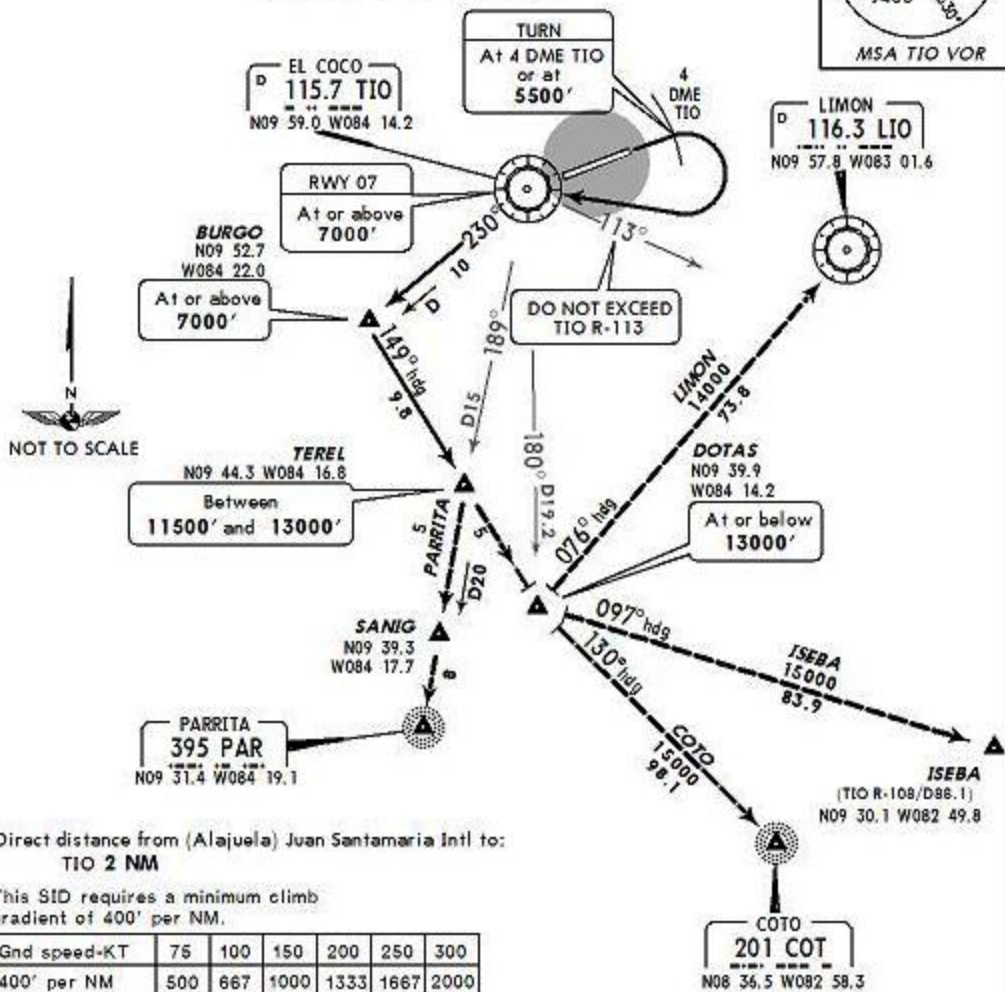 030°
MSA TIO VOR
TURN
At 4 DME TIO
or at
5500'
4
DME
TIO
EL COCO
D 115.7 TIO
N09 59.0 W084 14.2
LIMON
D 116.3 LIO
N09 57.8 W083 01.6
RWY 07
At or above
7000'
230°
113°
10
D
BURGO
N09 52.7
W084 22.0
At or above
7000'
DO NOT EXCEED
TIO R-113
149° hdg
9.8
189°
D15
180°
D19.2
N
NOT TO SCALE
LIMON
14000
73.8
TEREL
N09 44.3 W084 16.8
Between
11500' and 13000'
DOTAS
N09 39.9
W084 14.2
At or below
13000'
5
PARRITA
D20
5
076° hdg
097° hdg
130° hdg
SANIG
N09 39.3
W084 17.7
8
ISEBA
15000
83.9
COTO
15000
98.1
PARRITA
395 PAR
N09 31.4 W084 19.1
ISEBA
(TIO R-108/D88.1)
N09 30.1 W082 49.8
Direct distance from (Alajuela) Juan Santamaria Intl to:
TIO 2 NM
This SID requires a minimum climb
gradient of 400' per NM.
Gnd speed-KT 75 100 150 200 250 300
400' per NM 500 667 1000 1333 1667 2000
COTO
201 COT
N08 36.5 W082 58.3